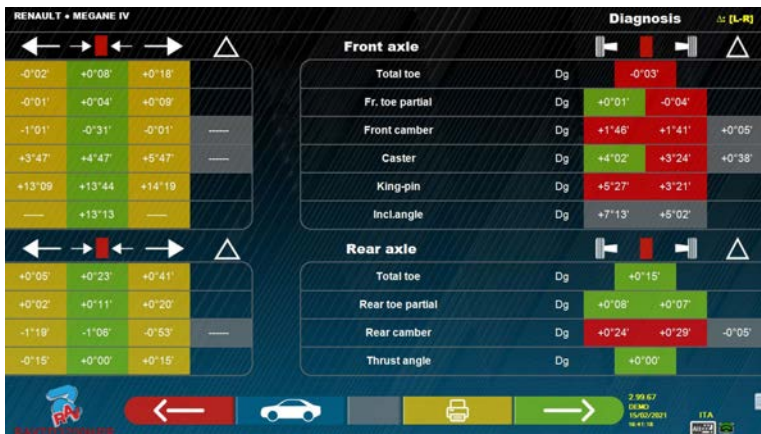 RENAULT • MEGANE IV Diagnosis Δ: [L-R]
Front axle
-0°02' +0°08' +0°18' Total toe Dg -0°03'
-0°01' +0°04' +0°09' Fr. toe partial Dg +0°01' -0°04'
-1°01' -0°31' -0°01' ----- Front camber Dg +1°46' +1°41' +0°05'
+3°47' +4°47' +5°47' ----- Caster Dg +4°02' +3°24' +0°38'
+13°09 +13°44 +14°19 King-pin Dg +5°27' +3°21'
----- +13°13 ----- Incl.angle Dg +7°13' +5°02'
Rear axle
+0°05' +0°23' +0°41' Total toe Dg +0°15'
+0°02' +0°11' +0°20' Rear toe partial Dg +0°08' +0°07'
-1°19' -1°06' -0°53' ----- Rear camber Dg +0°24' +0°29' -0°05'
-0°15' +0°00' +0°15' Thrust angle Dg +0°00'
RAV
2.99.67
DEMO
15/02/2021 ITA
16:41:18